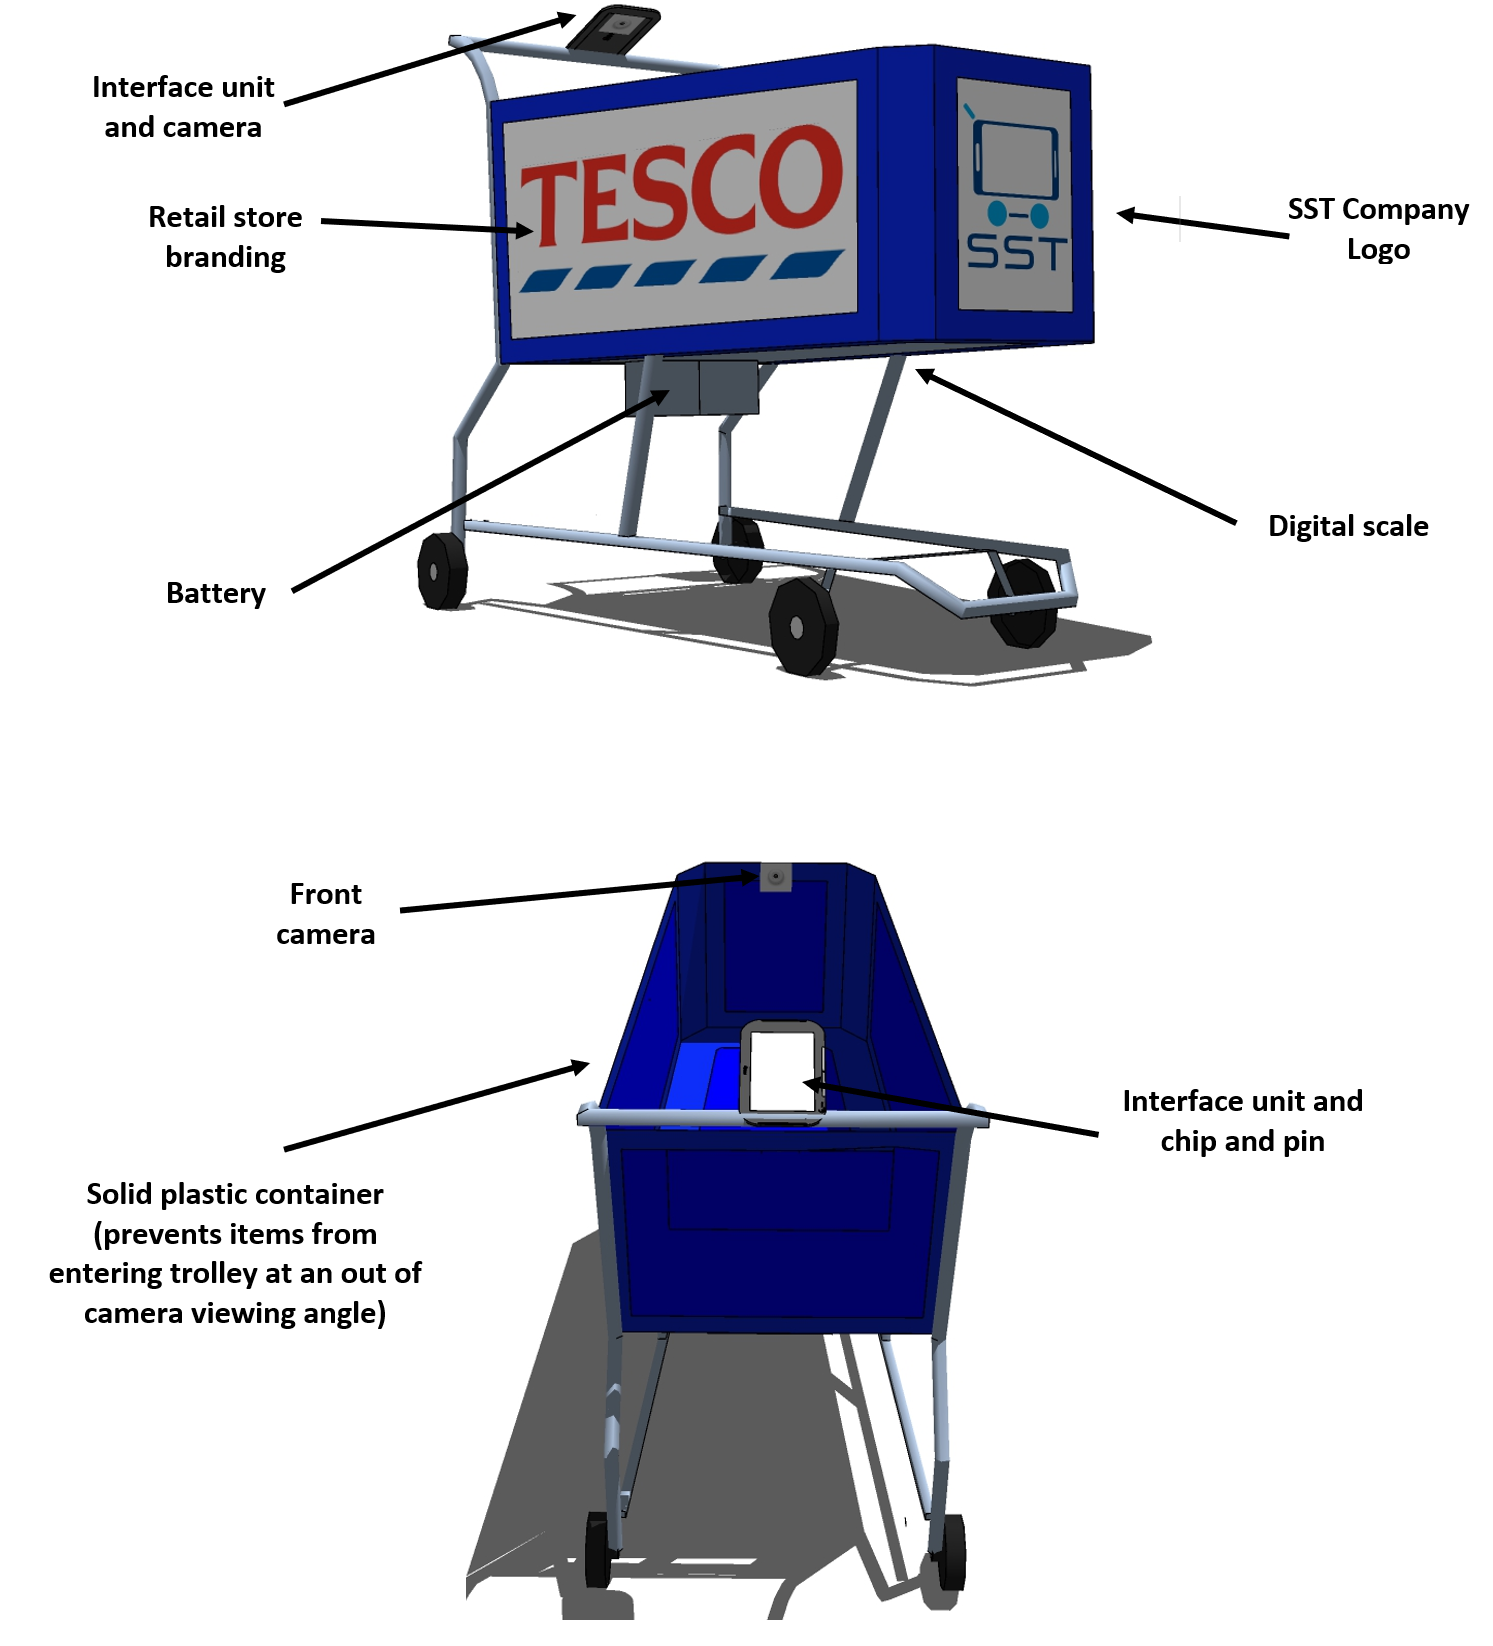 Interface unit
and camera
Retail store
branding
TESCO
SST
SST Company
Logo
Battery
Digital scale
Front
camera
Interface unit and
chip and pin
Solid plastic container
(prevents items from
entering trolley at an out of
camera viewing angle)